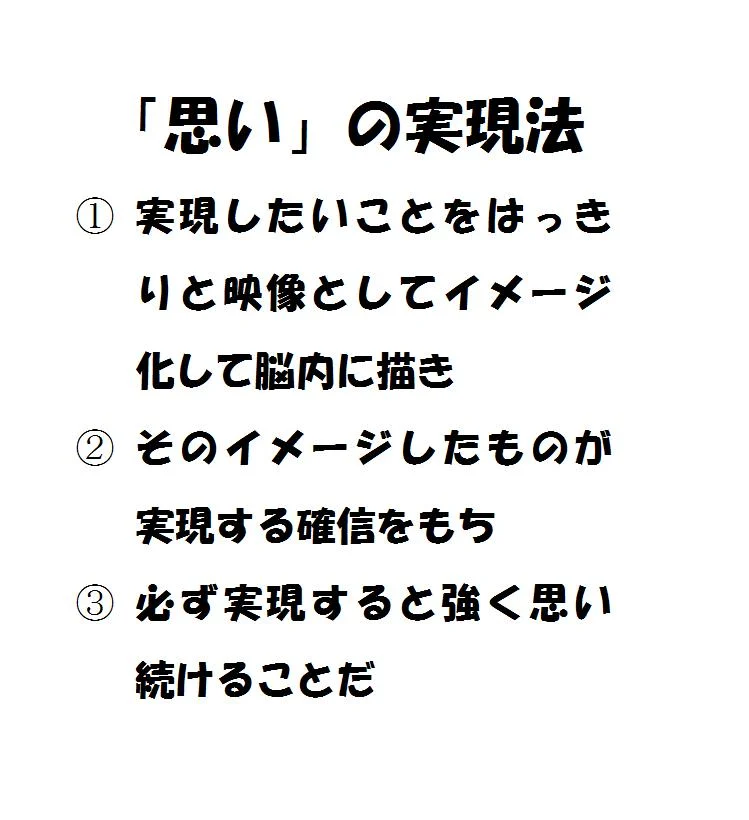 「思い」の実現法
① 実現したいことをはっき
りと映像としてイメージ
化して脳内に描き
② そのイメージしたものが
実現する確信をもち
③ 必ず実現すると強く思い
続けることだ